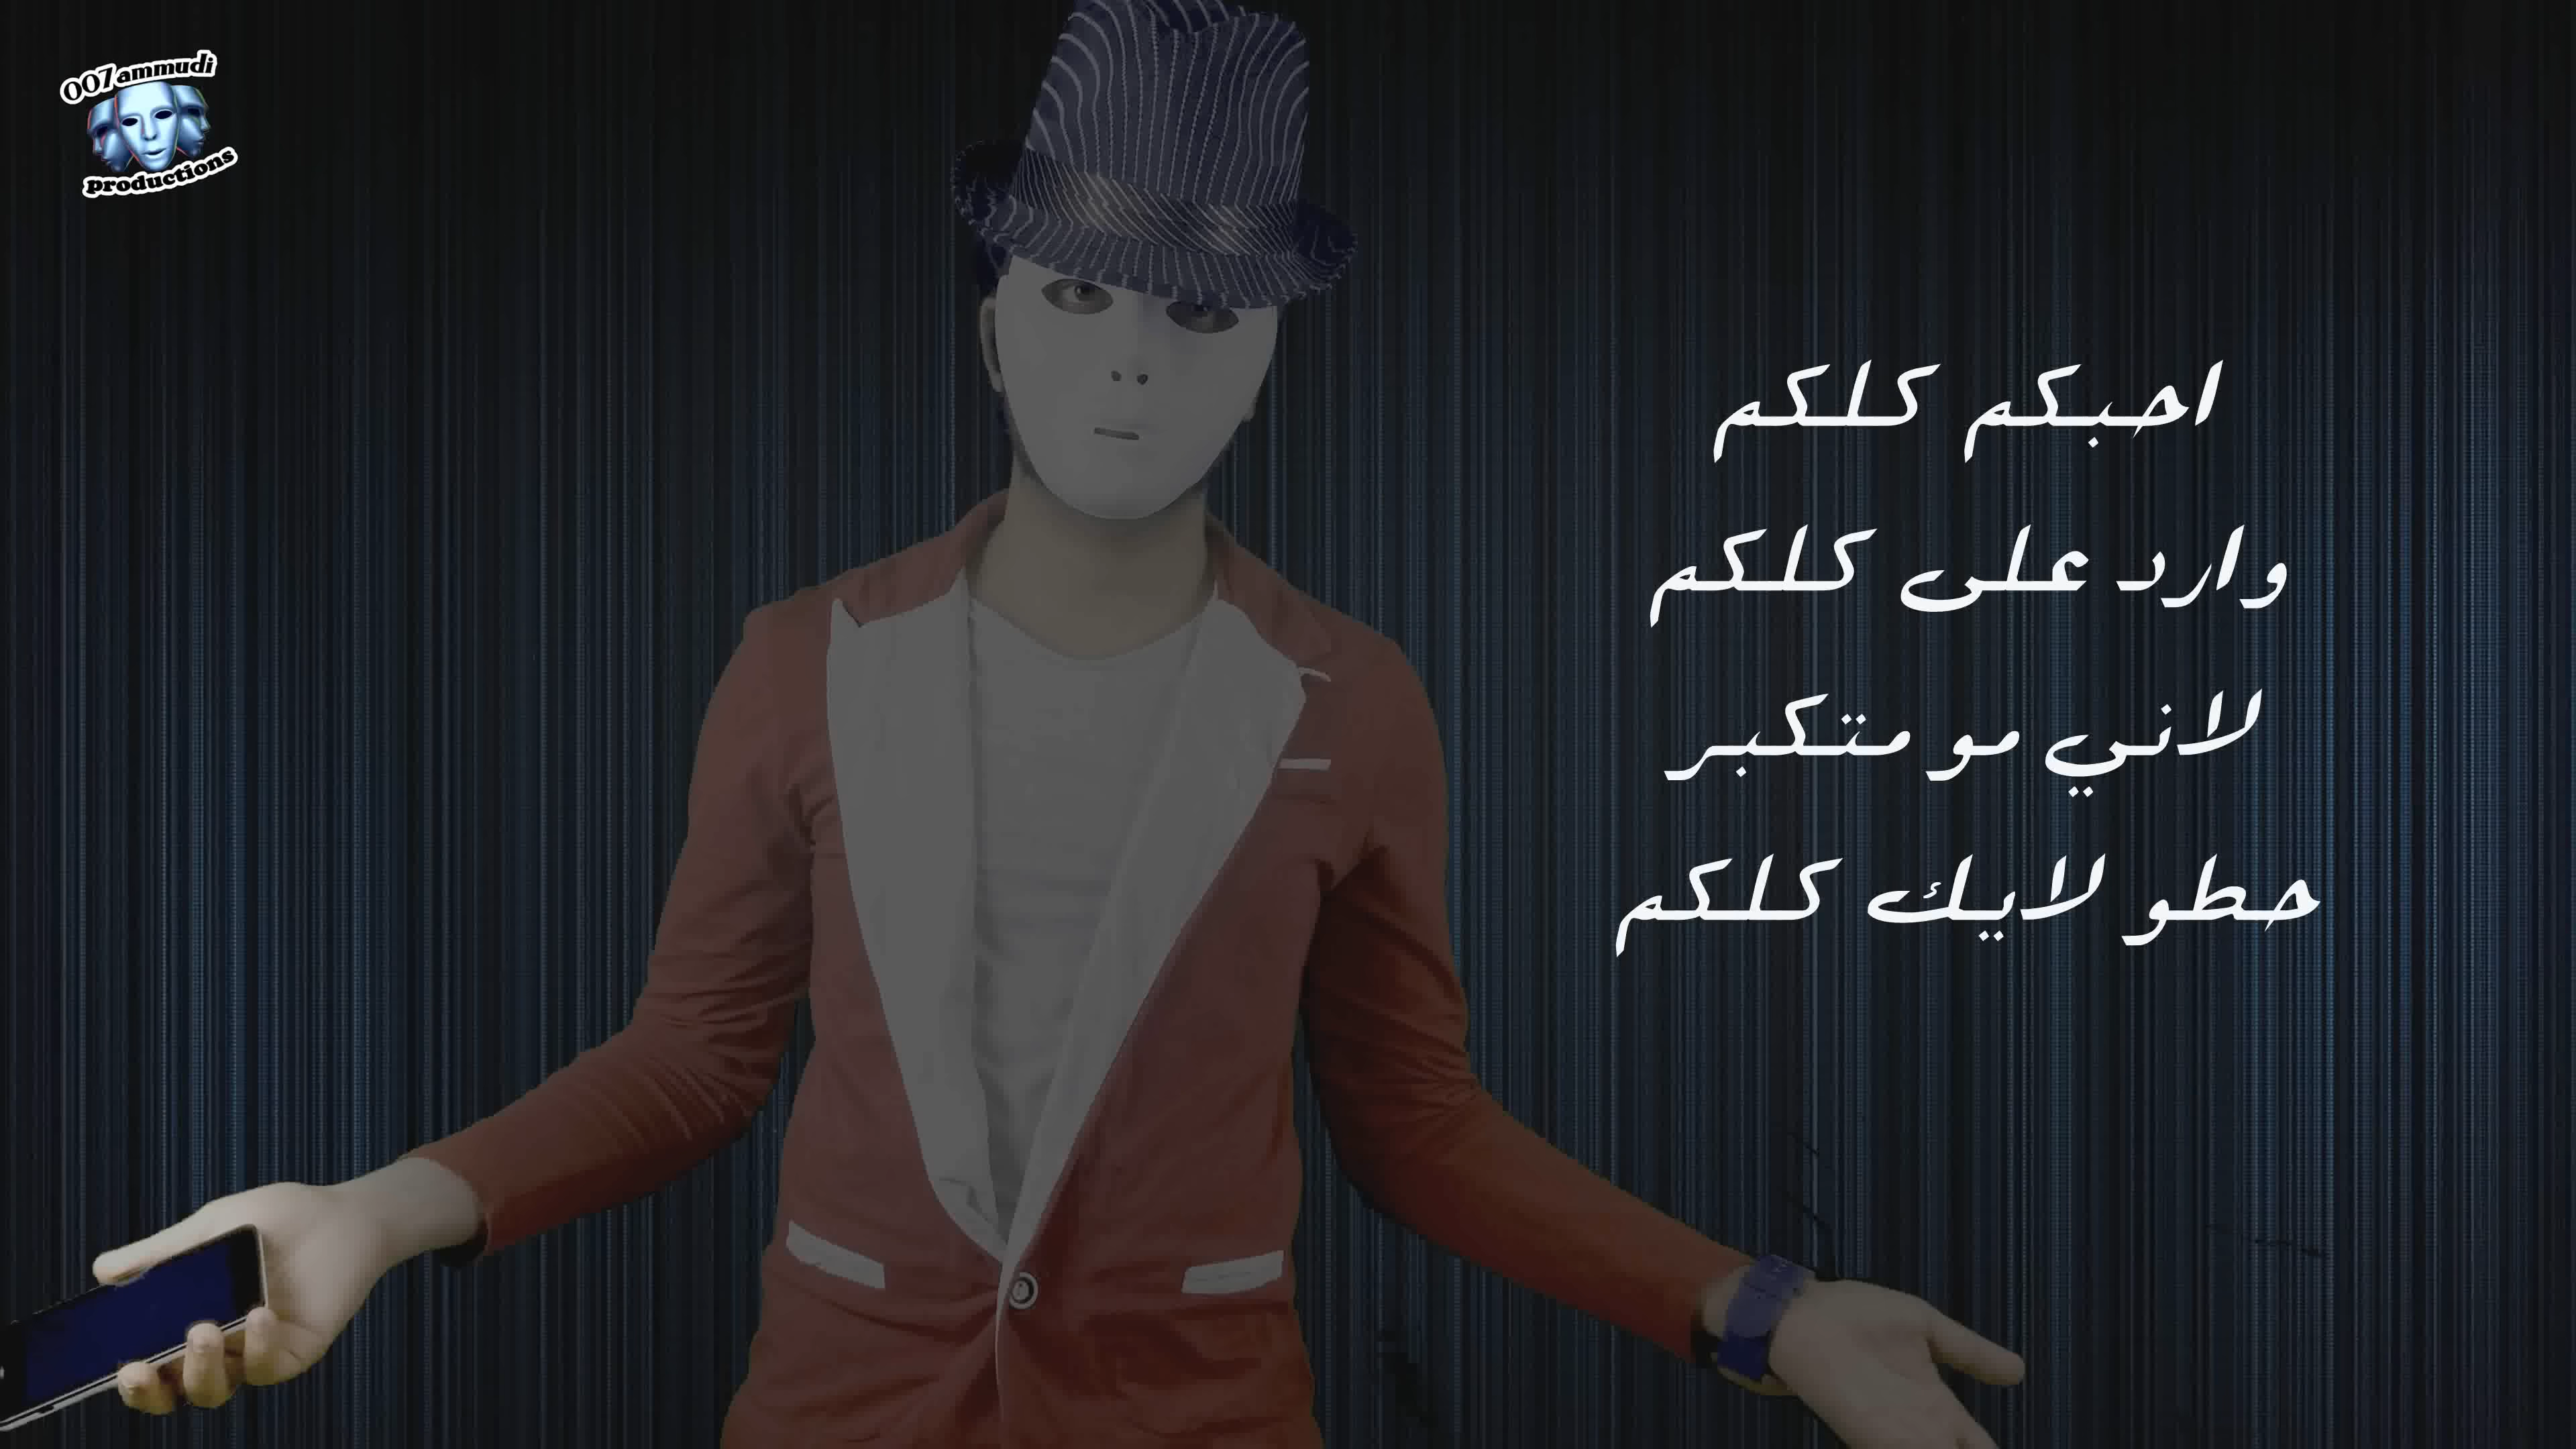 007ammudi
productions
احبكم كلكم
وارد على كلكم
لاني مو متكبر
حطو لايك كلكم